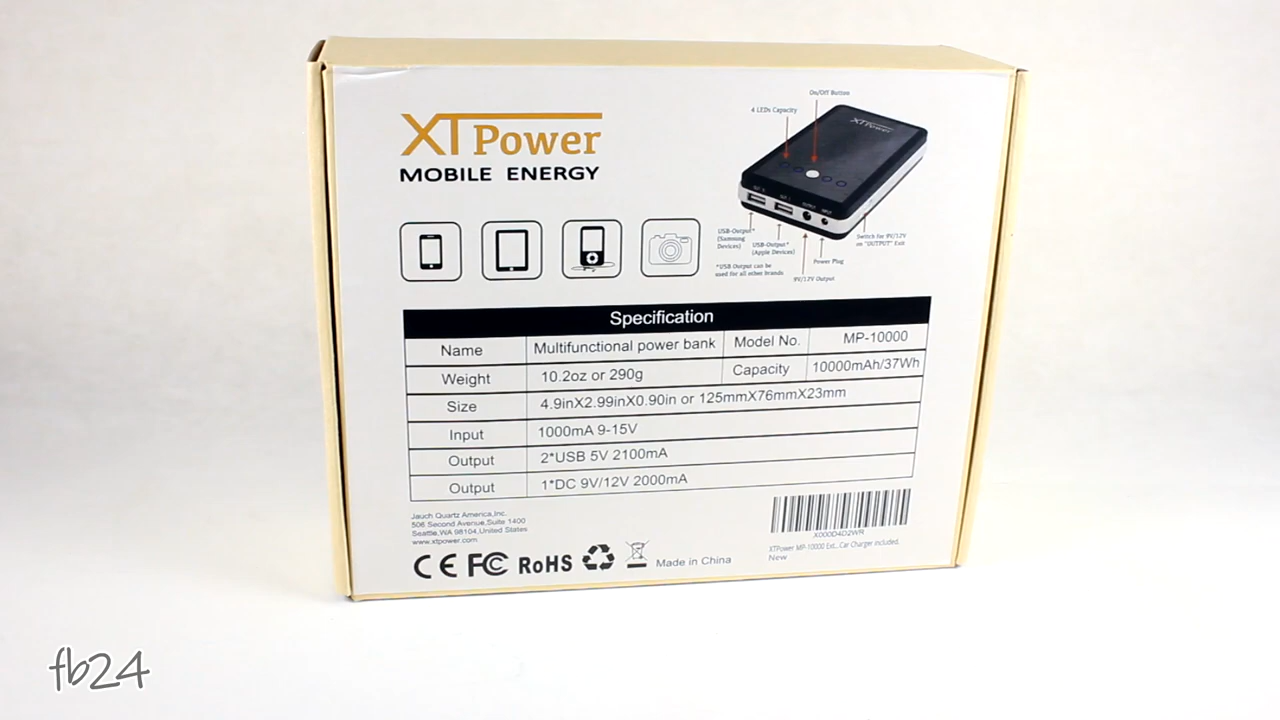 XTPower
MOBILE ENERGY
On/Off Button
4 LEDs Capacity
XTPower
OUTPUT
INPUT
USB-Output*
(Samsung
Devices)
USB-Output*
(Apple Devices)
*USB Output can be
used for all other brands
9V/12V Output
Power Plug
Switch for 9V/12V
on "OUTPUT" Exit
Specification
Name Multifunctional power bank Model No. MP-10000
Weight 10.2oz or 290g Capacity 10000mAh/37Wh
Size 4.9inX2.99inX0.90in or 125mmX76mmX23mm
Input 1000mA 9-15V
Output 2*USB 5V 2100mA
Output 1*DC 9V/12V 2000mA
Jauch Quartz America,Inc.
506 Second Avenue,Suite 1400
Seattle,WA 98104,United States
www.xtpower.com
CE FC RoHS Made in China
X000D4D2WR
XTPower MP-10000 Ext... Car Charger included.
New
fb24